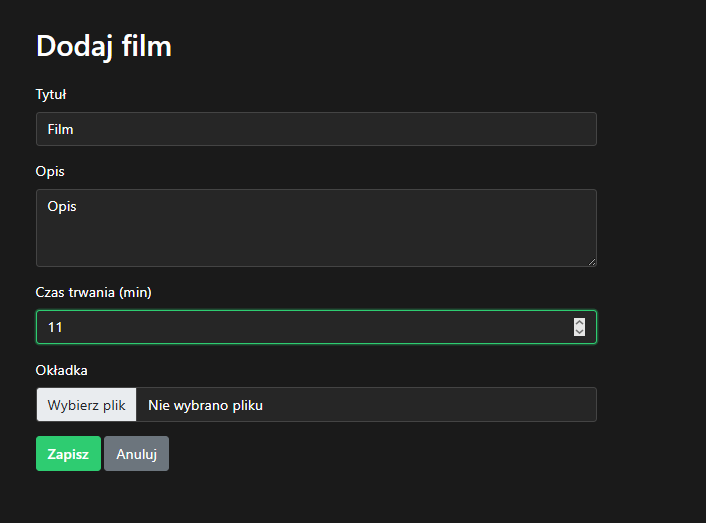 Dodaj film
Tytuł
Film
Opis
Opis
Czas trwania (min)
11
Okładka
Wybierz plik Nie wybrano pliku
Zapisz Anuluj